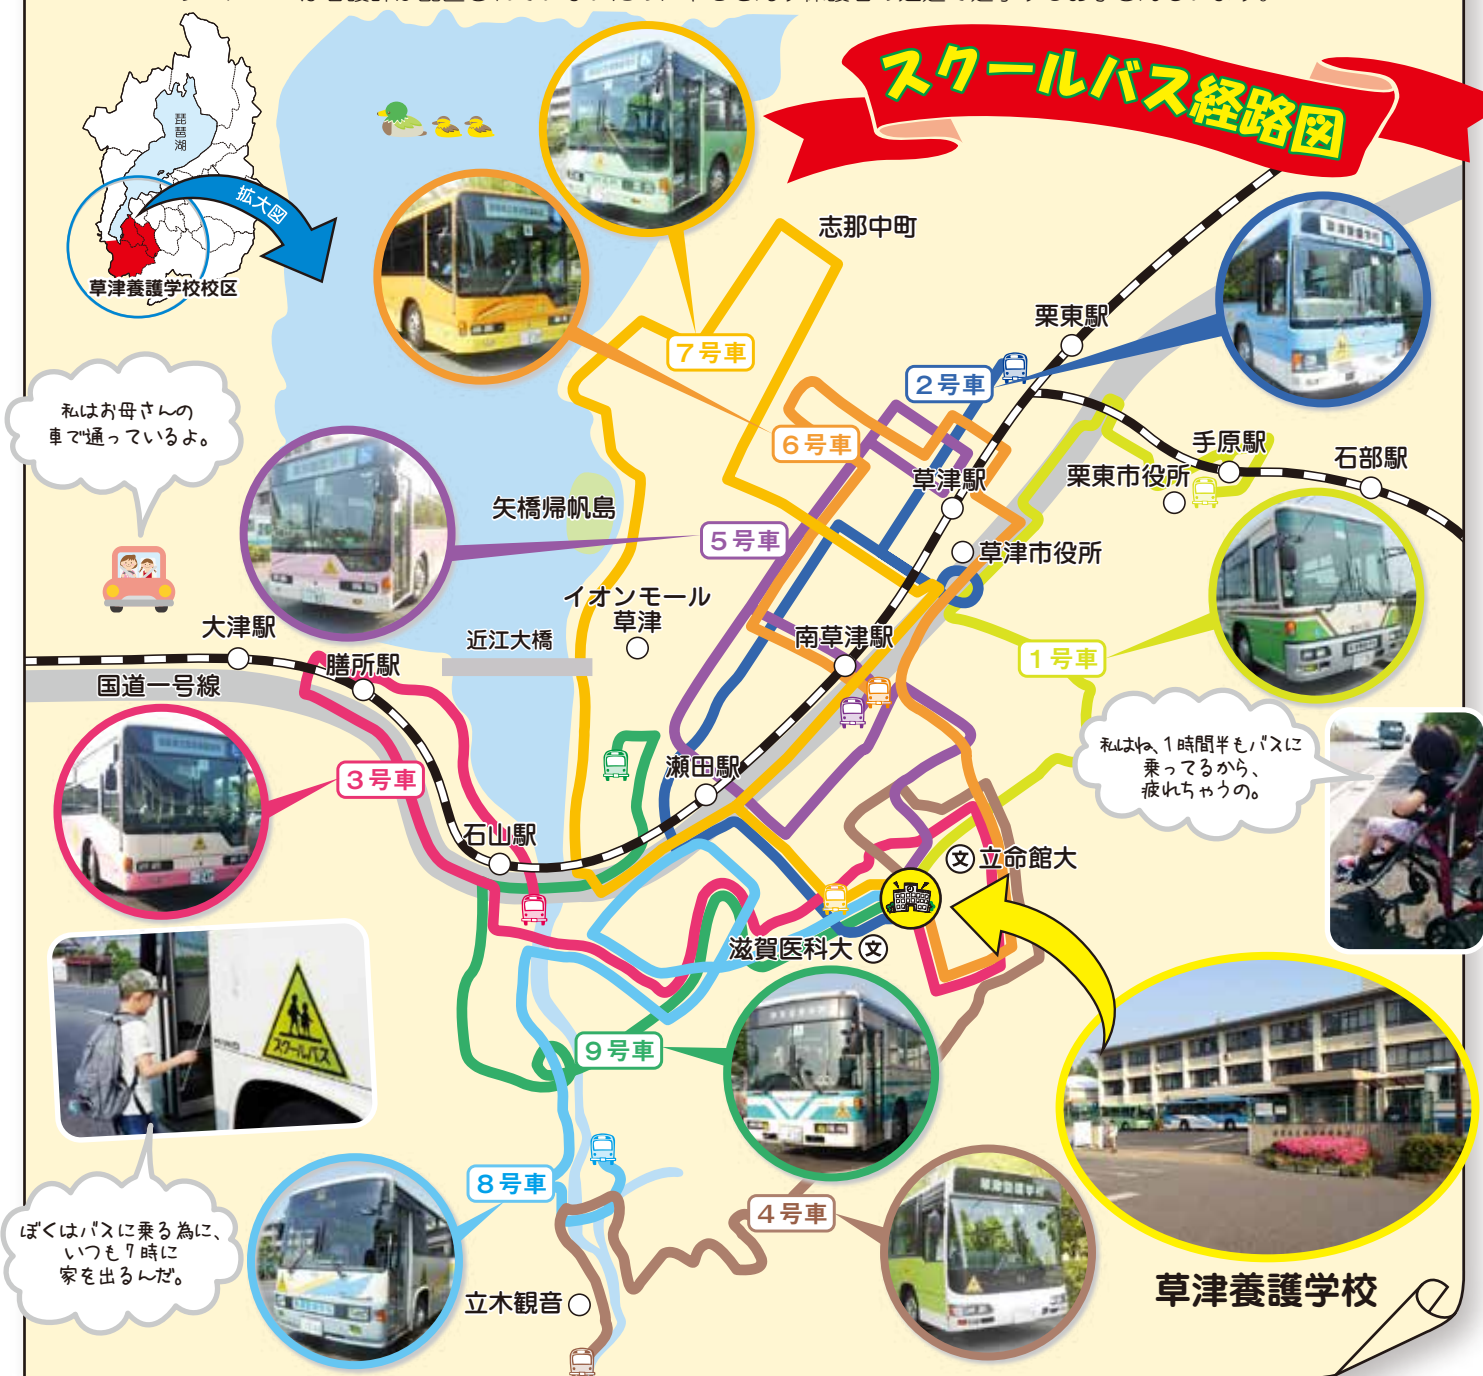 スクールバス経路図
琵琶湖
拡大図
草津養護学校校区
志那中町
栗東駅
7号車
2号車
私はお母さんの
車で通っているよ。
6号車
手原駅
石部駅
栗東市役所
草津駅
矢橋帰帆島
5号車
草津市役所
イオンモール
草津
大津駅
近江大橋
南草津駅
膳所駅
1号車
国道一号線
私はね、1時間半もバスに
乗ってるから、
疲れちゃうの。
3号車
瀬田駅
石山駅
文 立命館大
滋賀医科大 文
スクールバス
9号車
8号車
4号車
草津養護学校
ぼくはバスに乗る為に、
いつも7時に
家を出るんだ。
立木観音
草津養護学校